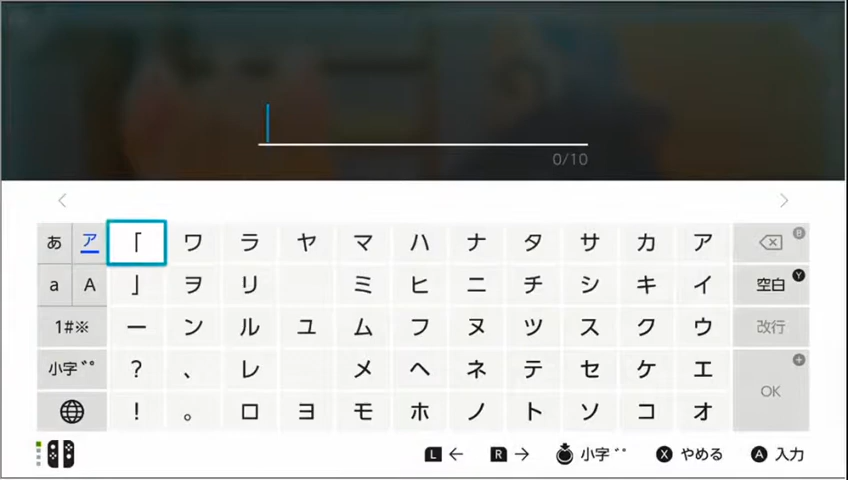 0/10
あ ア 「 ワ ラ ヤ マ ハ ナ タ サ カ ア B
a A 」 ヲ リ ミ ヒ ニ チ シ キ イ 空白 Y
1#※ ー ン ル ユ ム フ ヌ ツ ス ク ウ 改行
小字゛゜ ? 、 レ メ ヘ ネ テ セ ケ エ OK
! 。 ロ ヨ モ ホ ノ ト ソ コ オ
L ← R → 小字゛゜ X やめる A 入力